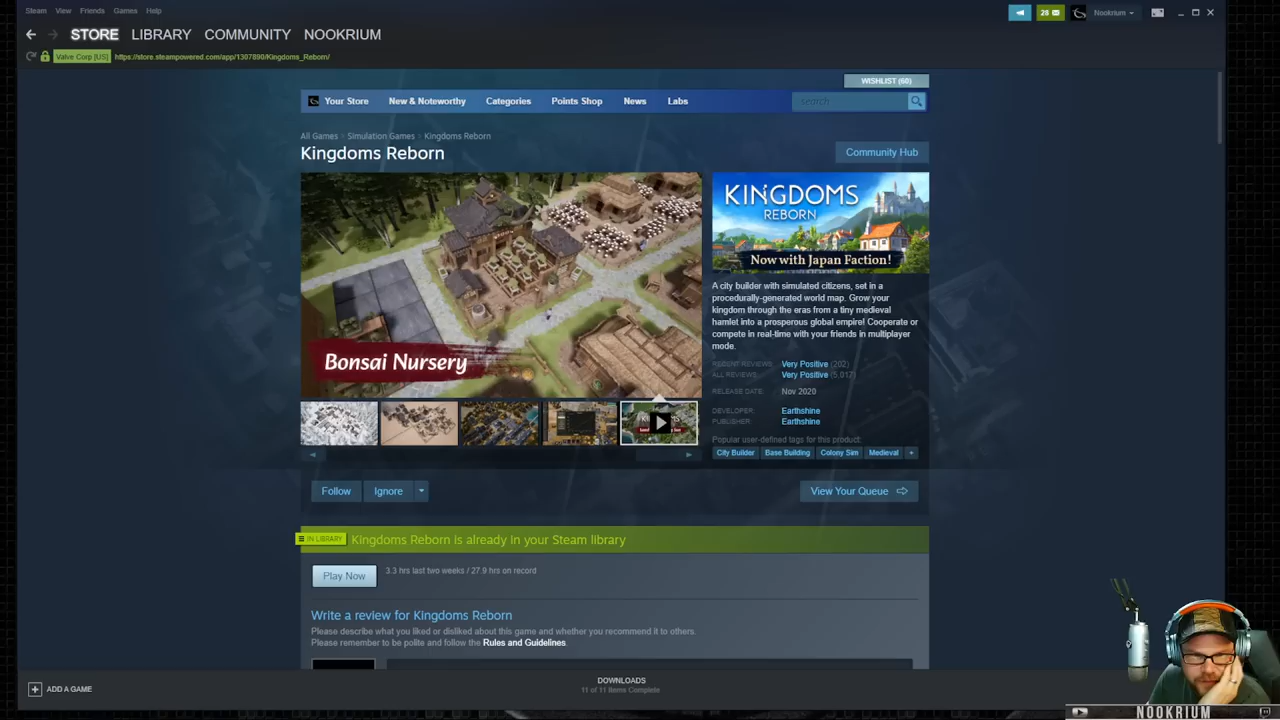 Steam View Friends Games Help
28
Nookrium
STORE LIBRARY COMMUNITY NOOKRIUM
Valve Corp [US] https://store.steampowered.com/app/1307890/Kingdoms_Reborn/
WISHLIST (60)
Your Store New & Noteworthy Categories Points Shop News Labs search
All Games > Simulation Games > Kingdoms Reborn
Kingdoms Reborn
Community Hub
Bonsai Nursery
KINGDOMS
REBORN
Now with Japan Faction!
A city builder with simulated citizens, set in a
procedurally-generated world map. Grow your
kingdom through the eras from a tiny medieval
hamlet into a prosperous global empire! Cooperate or
compete in real-time with your friends in multiplayer
mode.
RECENT REVIEWS: Very Positive (202)
ALL REVIEWS: Very Positive (5,017)
RELEASE DATE: Nov 2020
DEVELOPER: Earthshine
PUBLISHER: Earthshine
Popular user-defined tags for this product:
City Builder Base Building Colony Sim Medieval +
Follow Ignore View Your Queue
IN LIBRARY Kingdoms Reborn is already in your Steam library
Play Now 3.3 hrs last two weeks / 27.9 hrs on record
Write a review for Kingdoms Reborn
Please describe what you liked or disliked about this game and whether you recommend it to others.
Please remember to be polite and follow the Rules and Guidelines.
+ ADD A GAME
DOWNLOADS
11 of 11 Items Complete
NOOKRIUM